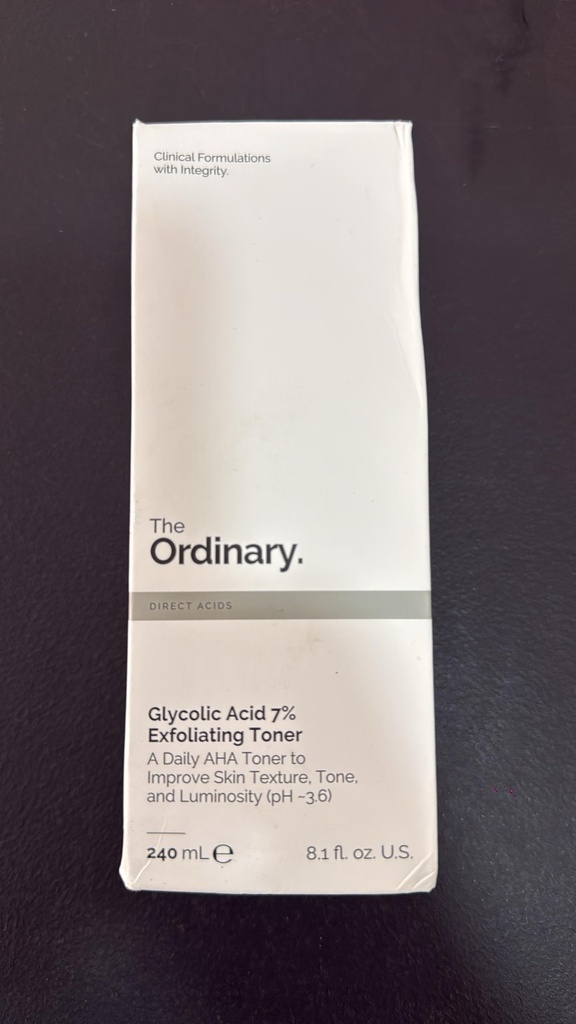 Clinical Formulations
with Integrity.
The
Ordinary.
DIRECT ACIDS
Glycolic Acid 7%
Exfoliating Toner
A Daily AHA Toner to
Improve Skin Texture, Tone,
and Luminosity (pH ~3.6)
240 mL ℮ 8.1 fl. oz. U.S.